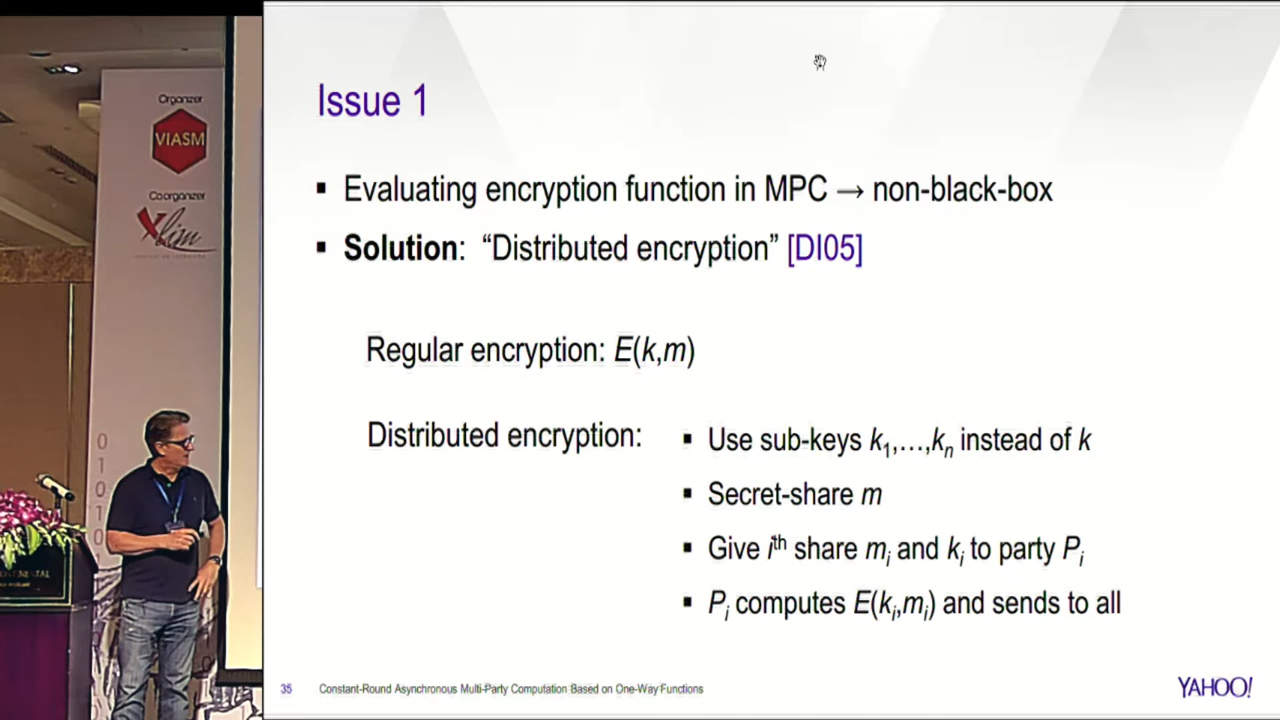 Organizer
VIASM
Coorganizer
Xlim
Issue 1
▪ Evaluating encryption function in MPC → non-black-box
▪ Solution: “Distributed encryption” [DI05]
Regular encryption: E(k,m)
Distributed encryption:
▪ Use sub-keys k1,…,kn instead of k
▪ Secret-share m
▪ Give ith share mi and ki to party Pi
▪ Pi computes E(ki,mi) and sends to all
35 Constant-Round Asynchronous Multi-Party Computation Based on One-Way Functions
YAHOO!